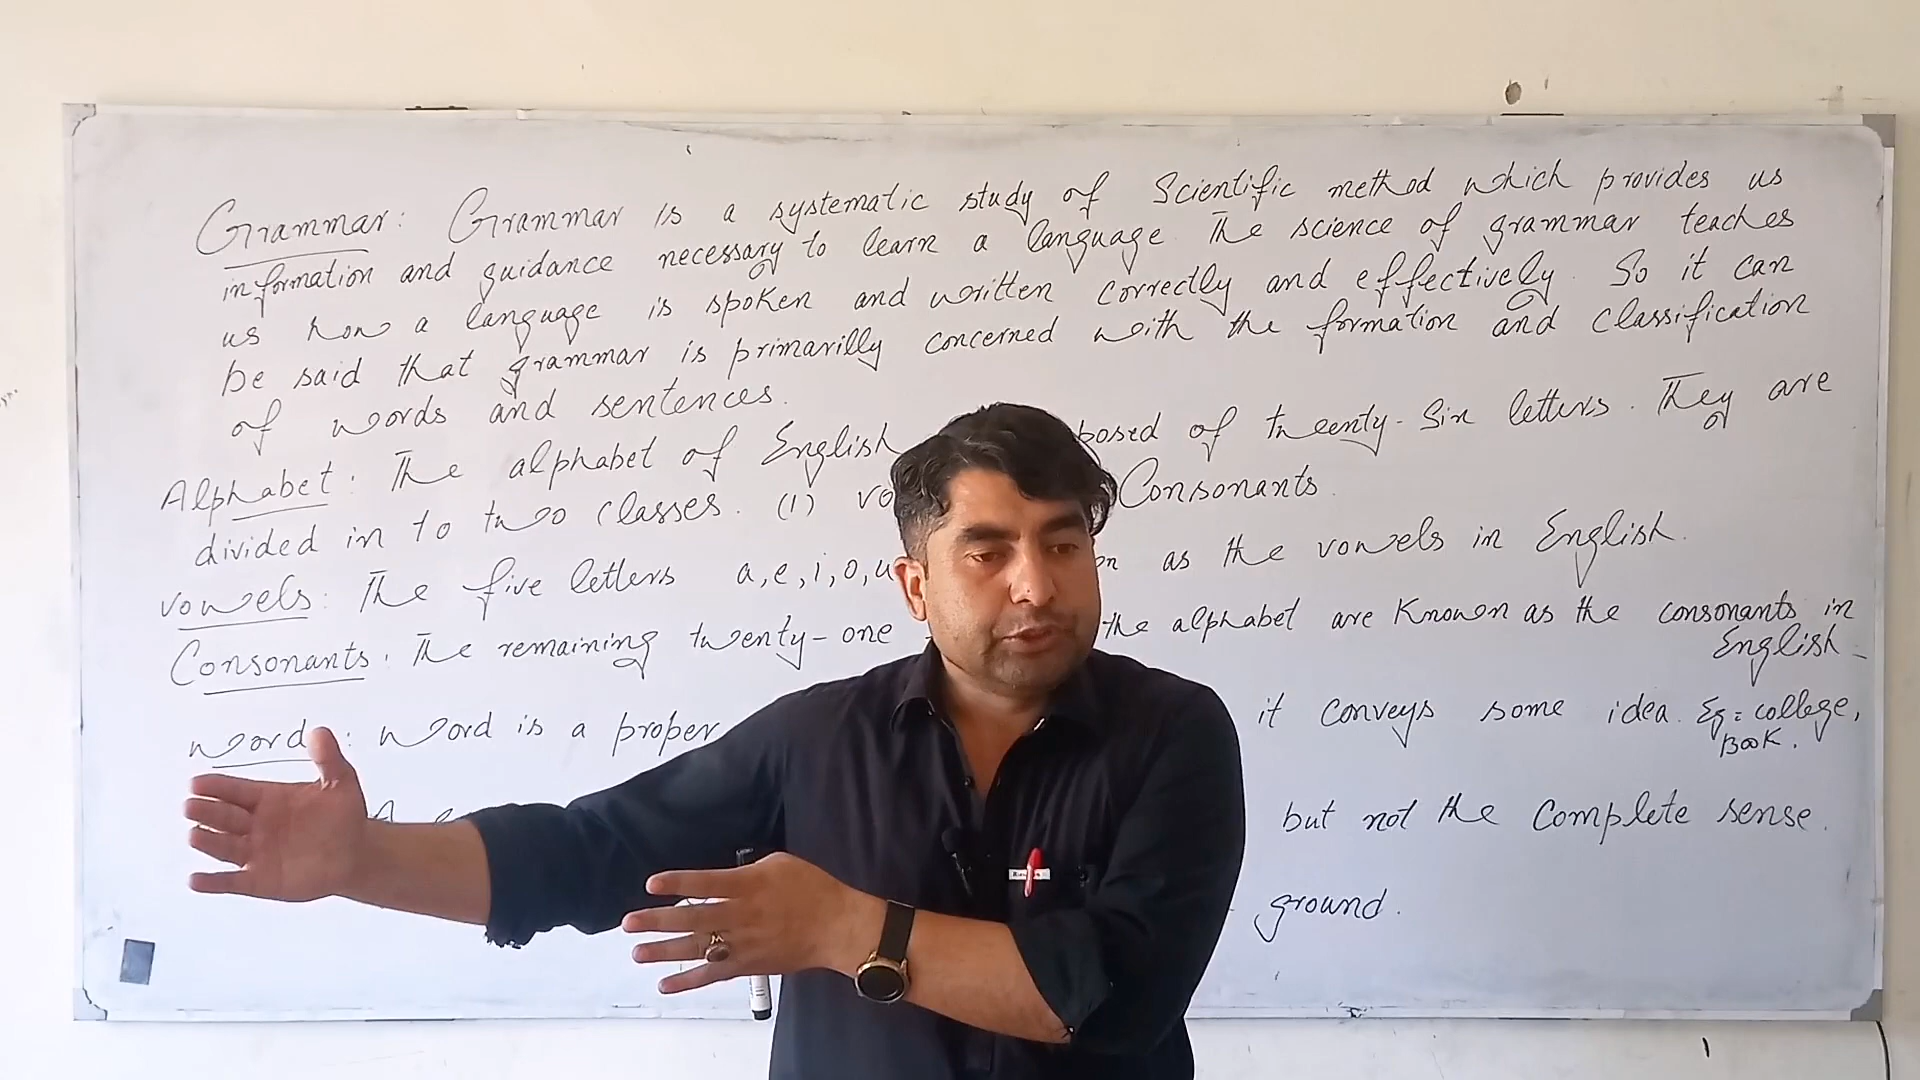 Grammar: Grammar is a systematic study of Scientific method which provides us
information and guidance necessary to learn a language. The science of grammar teaches
us how a language is spoken and written correctly and effectively. So it can
be said that grammar is primarilly concerned with the formation and classification
of words and sentences.
Alphabet: The alphabet of English posed of twenty-Six letters. They are
divided in to two classes. (1) vo Consonants.
vowels: The five letters a, e, i, o, u as the vowels in English.
Consonants: The remaining twenty-one the alphabet are Known as the consonants in
English
word: word is a proper it conveys some idea. Eg= college,
Book.
A but not the complete sense.
ground.